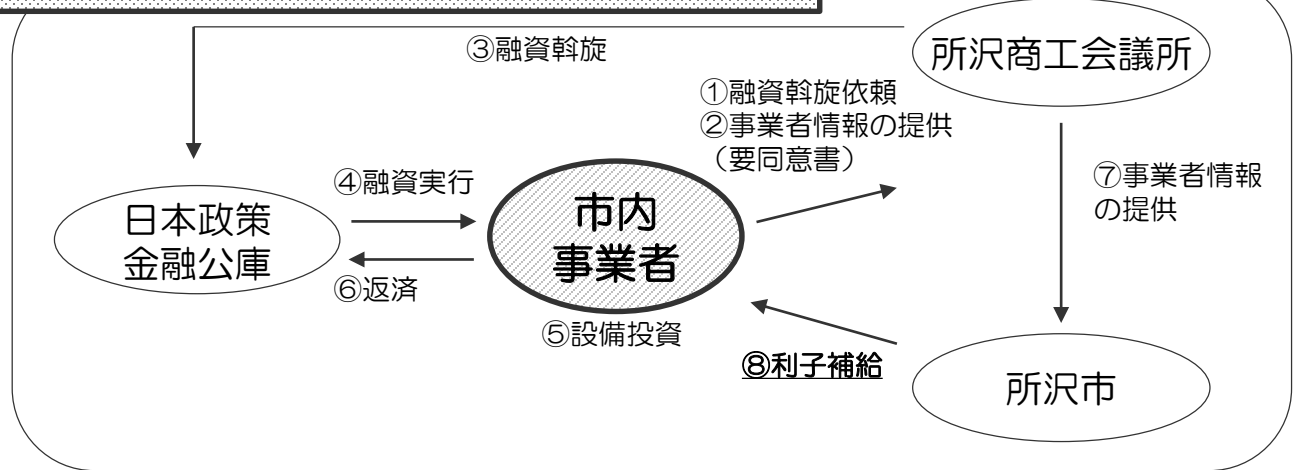 ③融資斡旋
所沢商工会議所
①融資斡旋依頼
②事業者情報の提供
（要同意書）
④融資実行
市内
事業者
日本政策
金融公庫
⑥返済
⑤設備投資
⑦事業者情報
の提供
⑧利子補給
所沢市